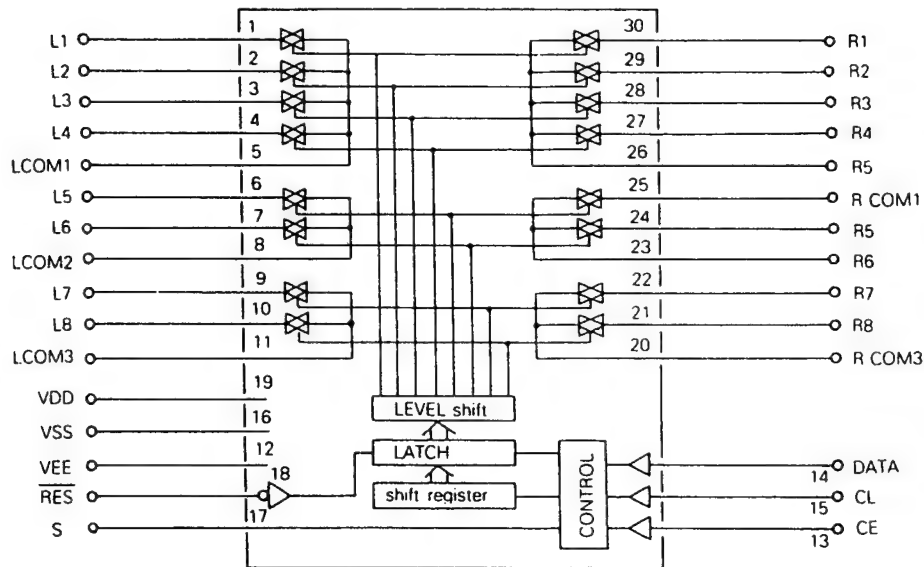 L1 1 30 R1
L2 2 29 R2
L3 3 28 R3
L4 4 27 R4
LCOM1 5 26 R5
L5 6 25 R COM1
L6 7 24 R5
LCOM2 8 23 R6
L7 9 22 R7
L8 10 21 R8
LCOM3 11 20 R COM3
VDD 19
VSS 16
VEE 12
RES 18
S 17
LEVEL shift
LATCH
shift register
CONTROL
14 DATA
15 CL
13 CE